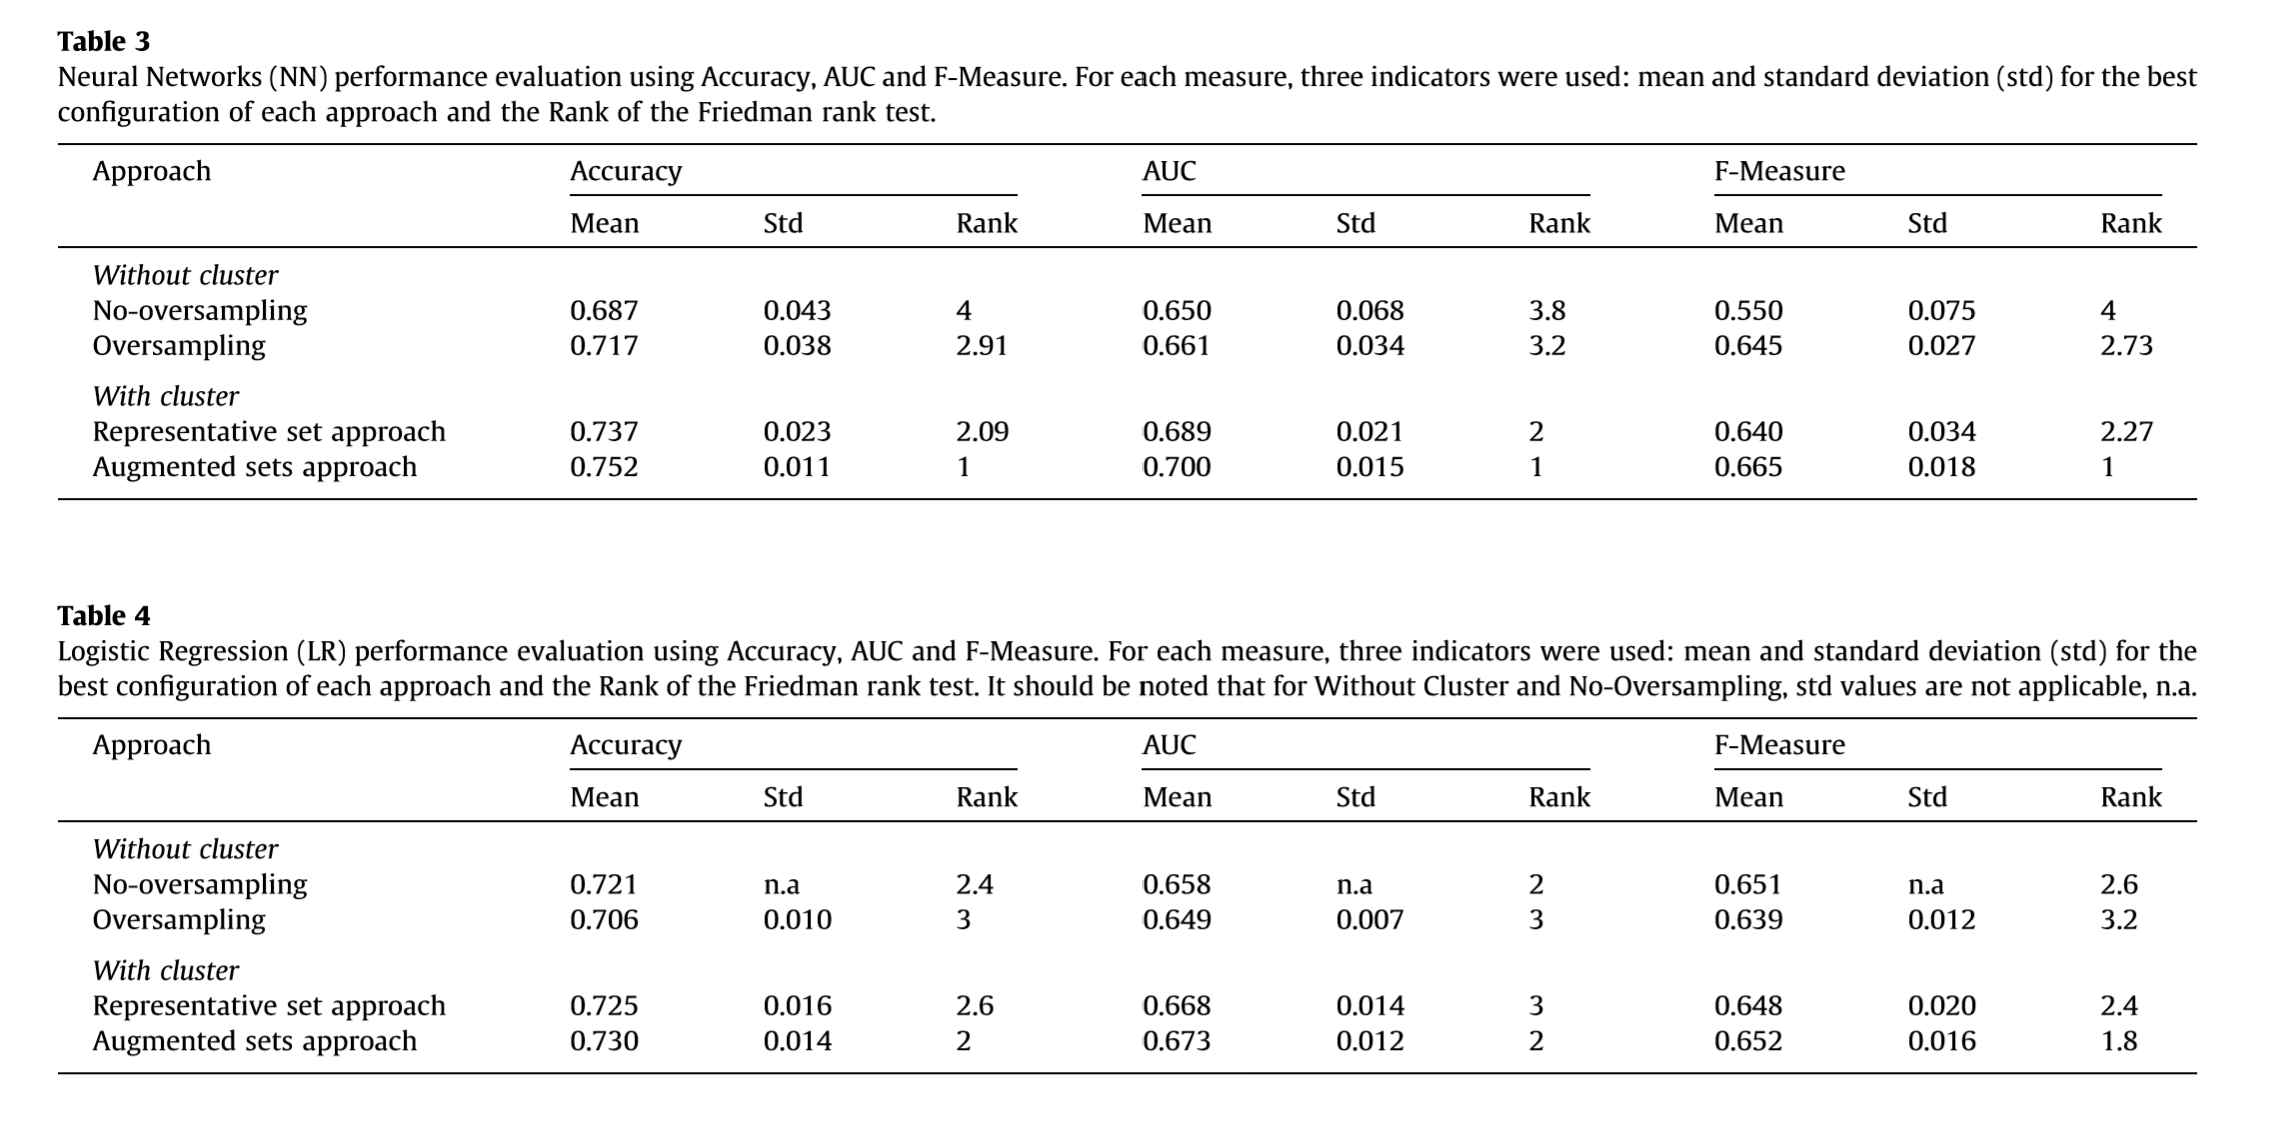 Table 3
Neural Networks (NN) performance evaluation using Accuracy, AUC and F-Measure. For each measure, three indicators were used: mean and standard deviation (std) for the best
configuration of each approach and the Rank of the Friedman rank test.
Approach Accuracy AUC F-Measure
Mean Std Rank Mean Std Rank Mean Std Rank
Without cluster
No-oversampling 0.687 0.043 4 0.650 0.068 3.8 0.550 0.075 4
Oversampling 0.717 0.038 2.91 0.661 0.034 3.2 0.645 0.027 2.73
With cluster
Representative set approach 0.737 0.023 2.09 0.689 0.021 2 0.640 0.034 2.27
Augmented sets approach 0.752 0.011 1 0.700 0.015 1 0.665 0.018 1
Table 4
Logistic Regression (LR) performance evaluation using Accuracy, AUC and F-Measure. For each measure, three indicators were used: mean and standard deviation (std) for the
best configuration of each approach and the Rank of the Friedman rank test. It should be noted that for Without Cluster and No-Oversampling, std values are not applicable, n.a.
Approach Accuracy AUC F-Measure
Mean Std Rank Mean Std Rank Mean Std Rank
Without cluster
No-oversampling 0.721 n.a 2.4 0.658 n.a 2 0.651 n.a 2.6
Oversampling 0.706 0.010 3 0.649 0.007 3 0.639 0.012 3.2
With cluster
Representative set approach 0.725 0.016 2.6 0.668 0.014 3 0.648 0.020 2.4
Augmented sets approach 0.730 0.014 2 0.673 0.012 2 0.652 0.016 1.8